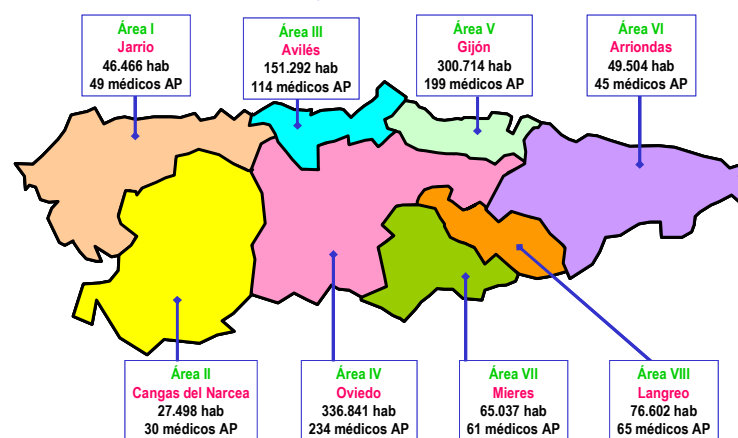 Área I
Jarrio
46.466 hab
49 médicos AP
Área III
Avilés
151.292 hab
114 médicos AP
Área V
Gijón
300.714 hab
199 médicos AP
Área VI
Arriondas
49.504 hab
45 médicos AP
Área II
Cangas del Narcea
27.498 hab
30 médicos AP
Área IV
Oviedo
336.841 hab
234 médicos AP
Área VII
Mieres
65.037 hab
61 médicos AP
Área VIII
Langreo
76.602 hab
65 médicos AP